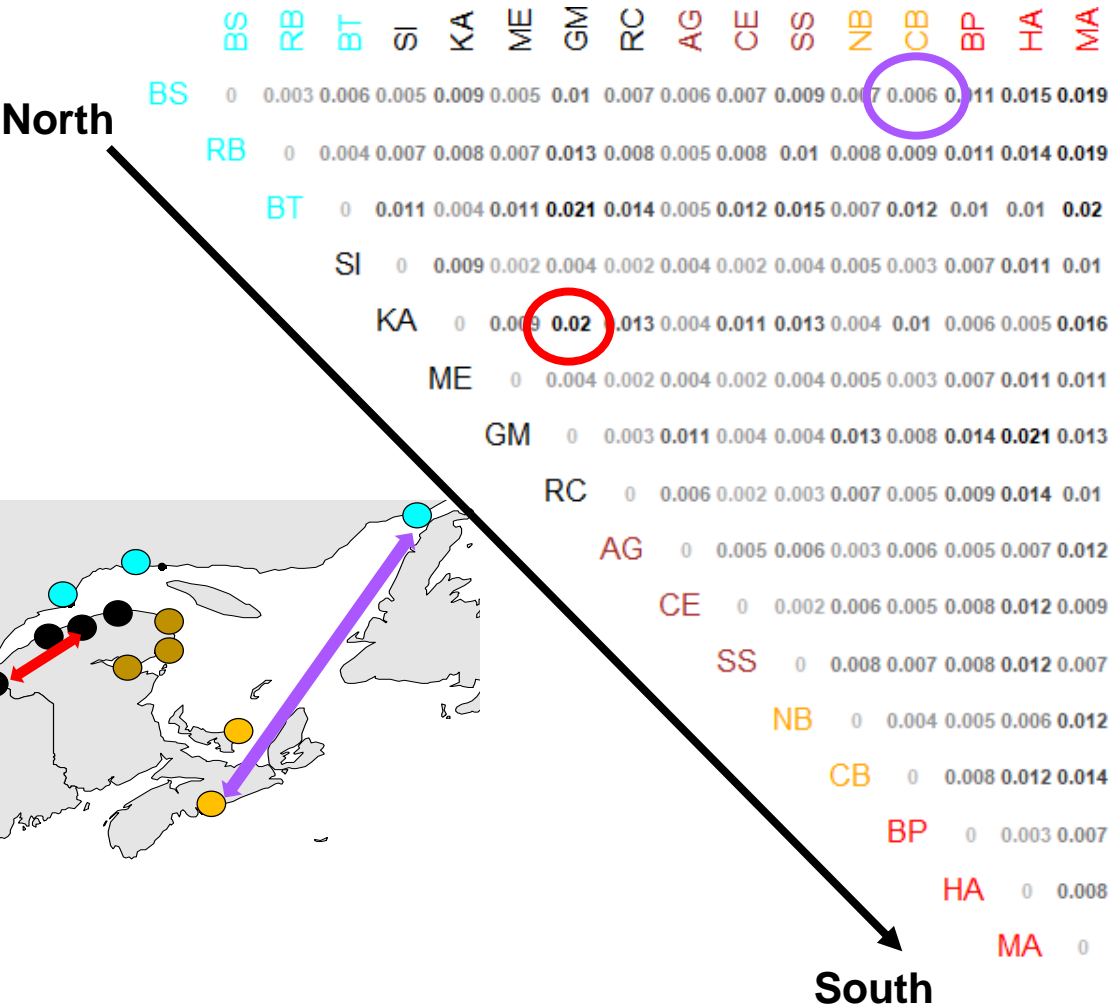 BS RB BT SI KA ME GM RC AG CE SS NB CB BP HA MA
BS 0 0.003 0.006 0.005 0.009 0.005 0.01 0.007 0.006 0.007 0.009 0.007 0.006 0.011 0.015 0.019
North
RB 0 0.004 0.007 0.008 0.007 0.013 0.008 0.005 0.008 0.01 0.008 0.009 0.011 0.014 0.019
BT 0 0.011 0.004 0.011 0.021 0.014 0.005 0.012 0.015 0.007 0.012 0.01 0.01 0.02
SI 0 0.009 0.002 0.004 0.002 0.004 0.002 0.004 0.005 0.003 0.007 0.011 0.01
KA 0 0.009 0.02 0.013 0.004 0.011 0.013 0.004 0.01 0.006 0.005 0.016
ME 0 0.004 0.002 0.004 0.002 0.004 0.005 0.003 0.007 0.011 0.011
GM 0 0.003 0.011 0.004 0.004 0.013 0.008 0.014 0.021 0.013
RC 0 0.006 0.002 0.003 0.007 0.005 0.009 0.014 0.01
AG 0 0.005 0.006 0.003 0.006 0.005 0.007 0.012
CE 0 0.002 0.006 0.005 0.008 0.012 0.009
SS 0 0.008 0.007 0.008 0.012 0.007
NB 0 0.004 0.005 0.006 0.012
CB 0 0.008 0.012 0.014
BP 0 0.003 0.007
HA 0 0.008
MA 0
South